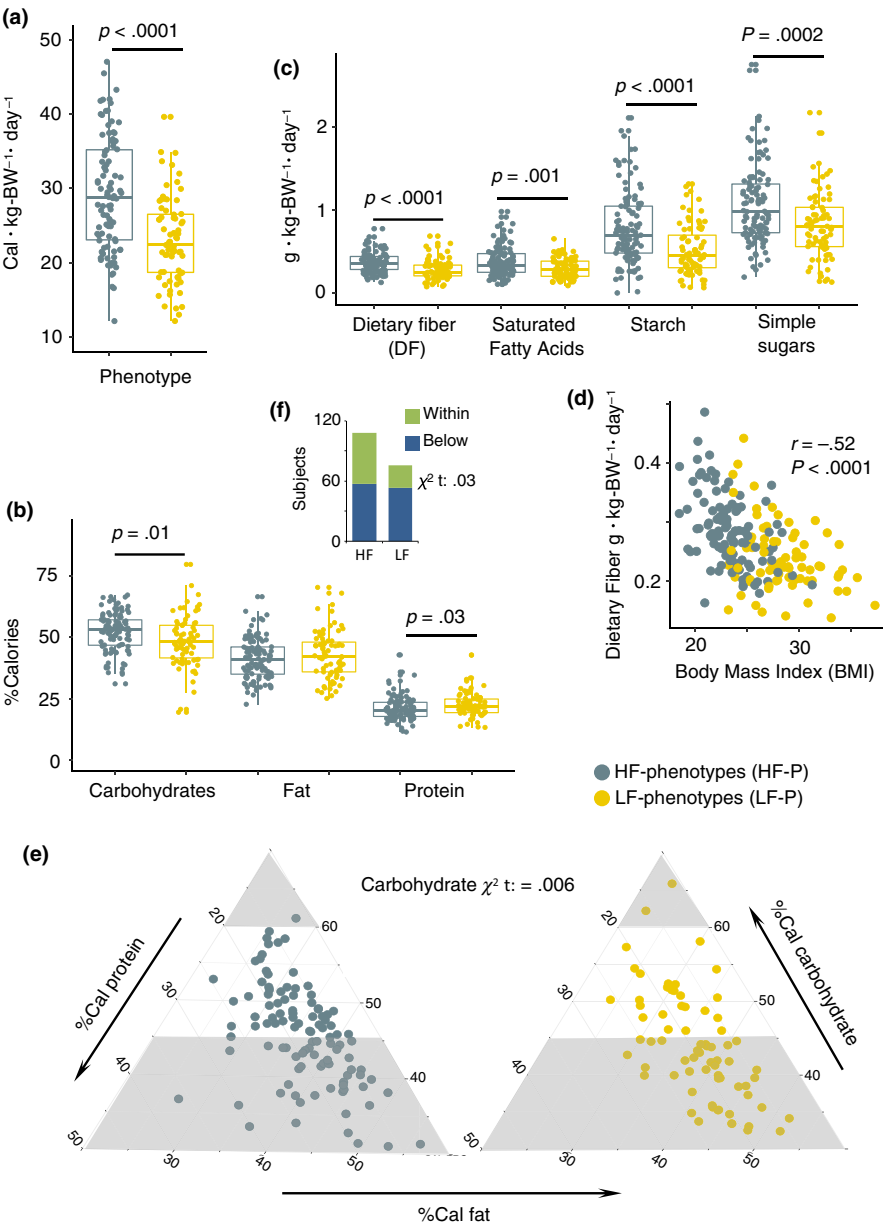 (a)
p < .0001
50
40
30
20
10
Cal · kg-BW⁻¹· day⁻¹
Phenotype
(c)
p < .0001
p = .001
p < .0001
P = .0002
2
1
0
g · kg-BW⁻¹· day⁻¹
Dietary fiber
(DF)
Saturated
Fatty Acids
Starch
Simple
sugars
(f)
120
60
0
Subjects
Within
Below
χ² t: .03
HF
LF
(d)
r = –.52
P < .0001
0.4
0.2
Dietary Fiber g · kg-BW⁻¹· day⁻¹
20
30
Body Mass Index (BMI)
(b)
p = .01
p = .03
75
50
25
0
%Calories
Carbohydrates
Fat
Protein
HF-phenotypes (HF-P)
LF-phenotypes (LF-P)
(e)
Carbohydrate χ² t: = .006
%Cal protein
%Cal carbohydrate
20
30
40
50
60
50
40
30
40
50
20
30
40
50
60
50
40
30
40
50
%Cal fat